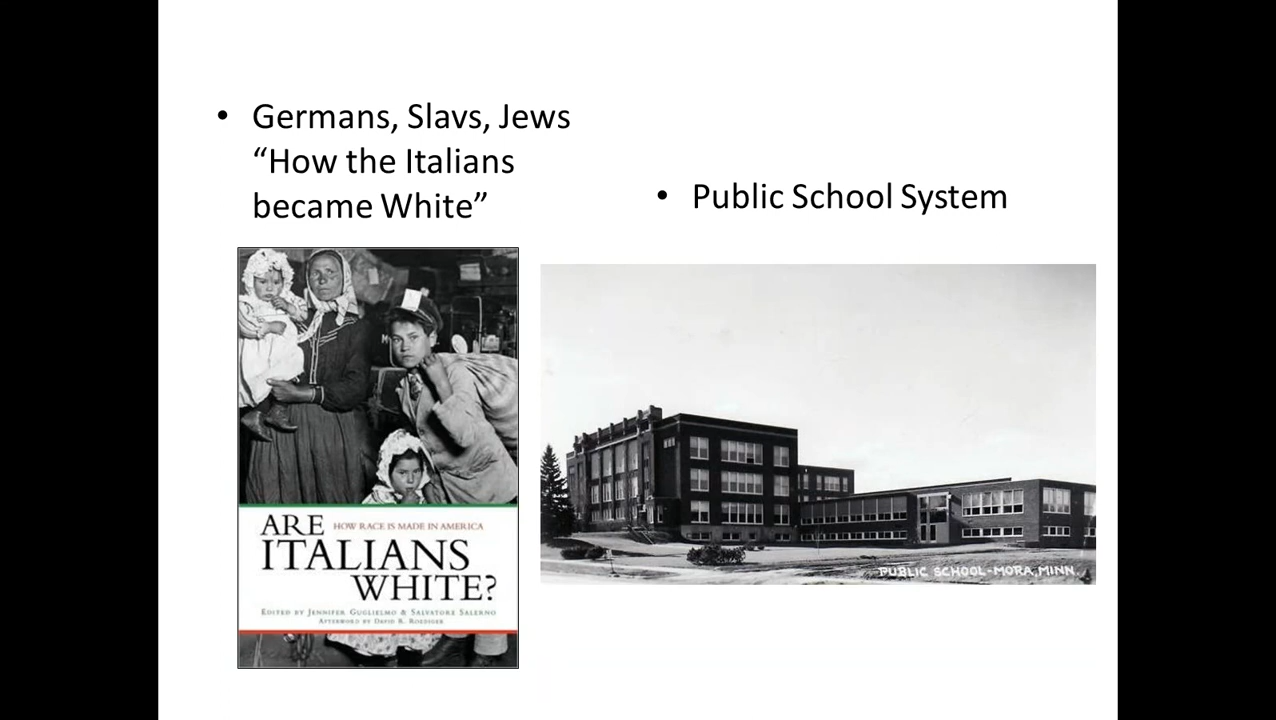 • Germans, Slavs, Jews
“How the Italians
became White”
• Public School System
ARE HOW RACE IS MADE IN AMERICA
ITALIANS
WHITE?
EDITED BY JENNIFER GUGLIELMO & SALVATORE SALERNO
AFTERWORD BY DAVID R. ROEDIGER
PUBLIC SCHOOL-MORA, MINN.